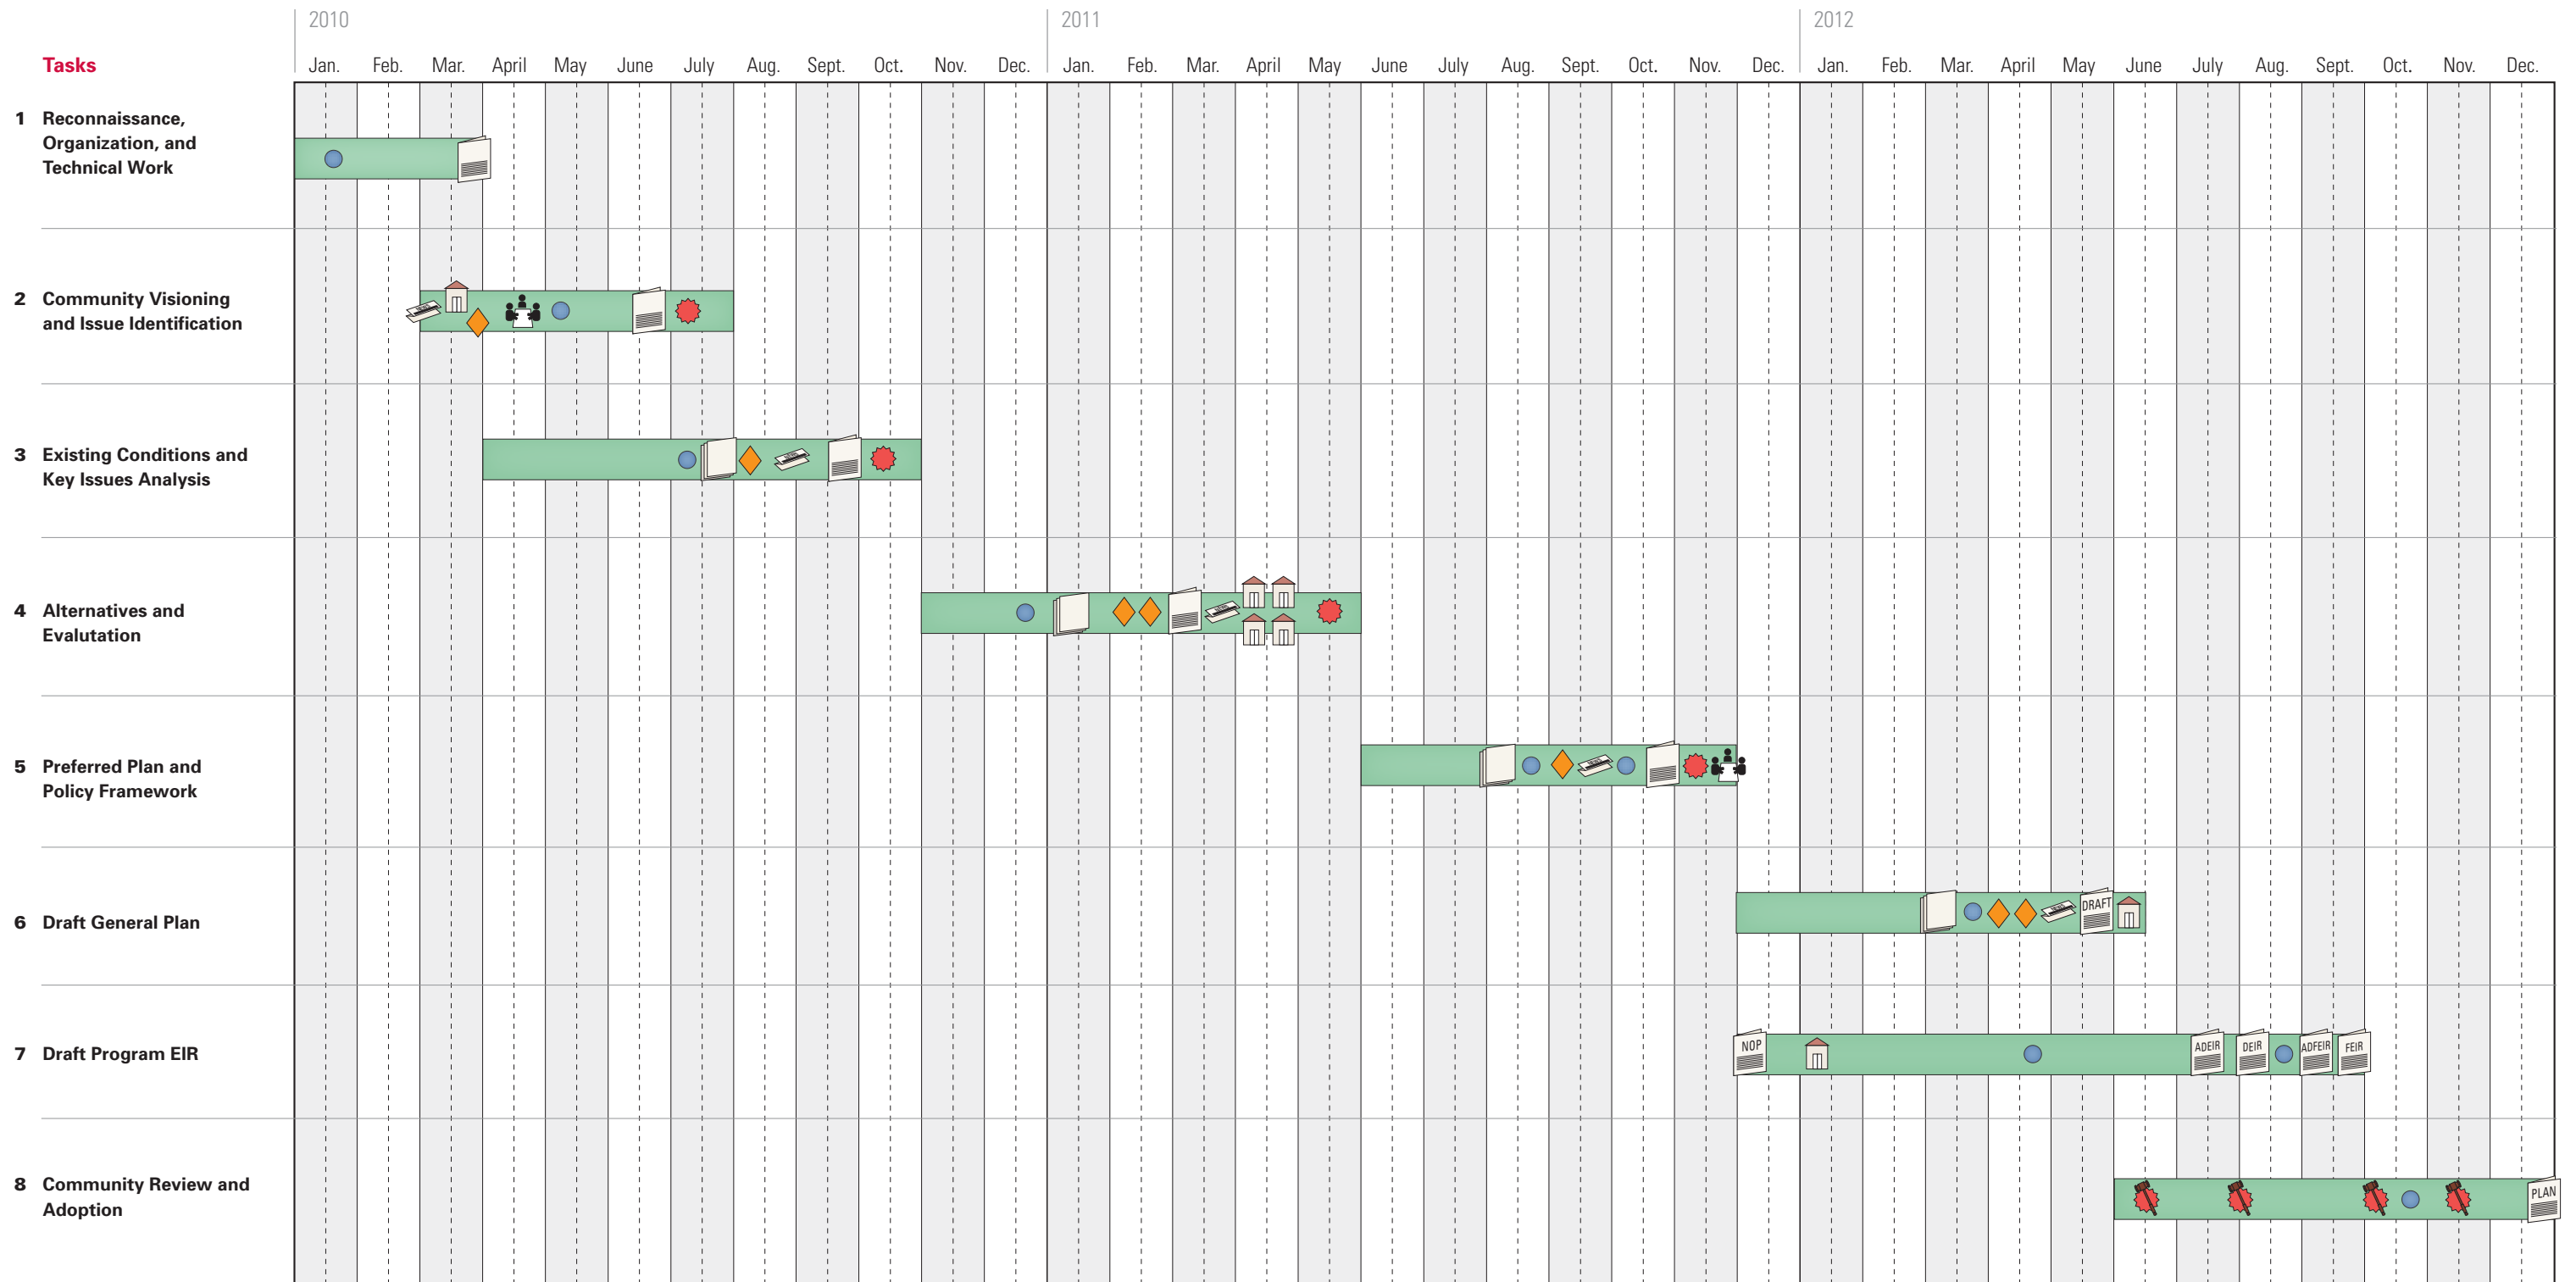 2010 2011 2012
Tasks Jan. Feb. Mar. April May June July Aug. Sept. Oct. Nov. Dec. Jan. Feb. Mar. April May June July Aug. Sept. Oct. Nov. Dec. Jan. Feb. Mar. April May June July Aug. Sept. Oct. Nov. Dec.
1 Reconnaissance,
Organization, and
Technical Work
2 Community Visioning
and Issue Identification
3 Existing Conditions and
Key Issues Analysis
4 Alternatives and
Evalutation
5 Preferred Plan and
Policy Framework
6 Draft General Plan
DRAFT
7 Draft Program EIR
NOP ADEIR DEIR ADFEIR FEIR
8 Community Review and
Adoption
PLAN